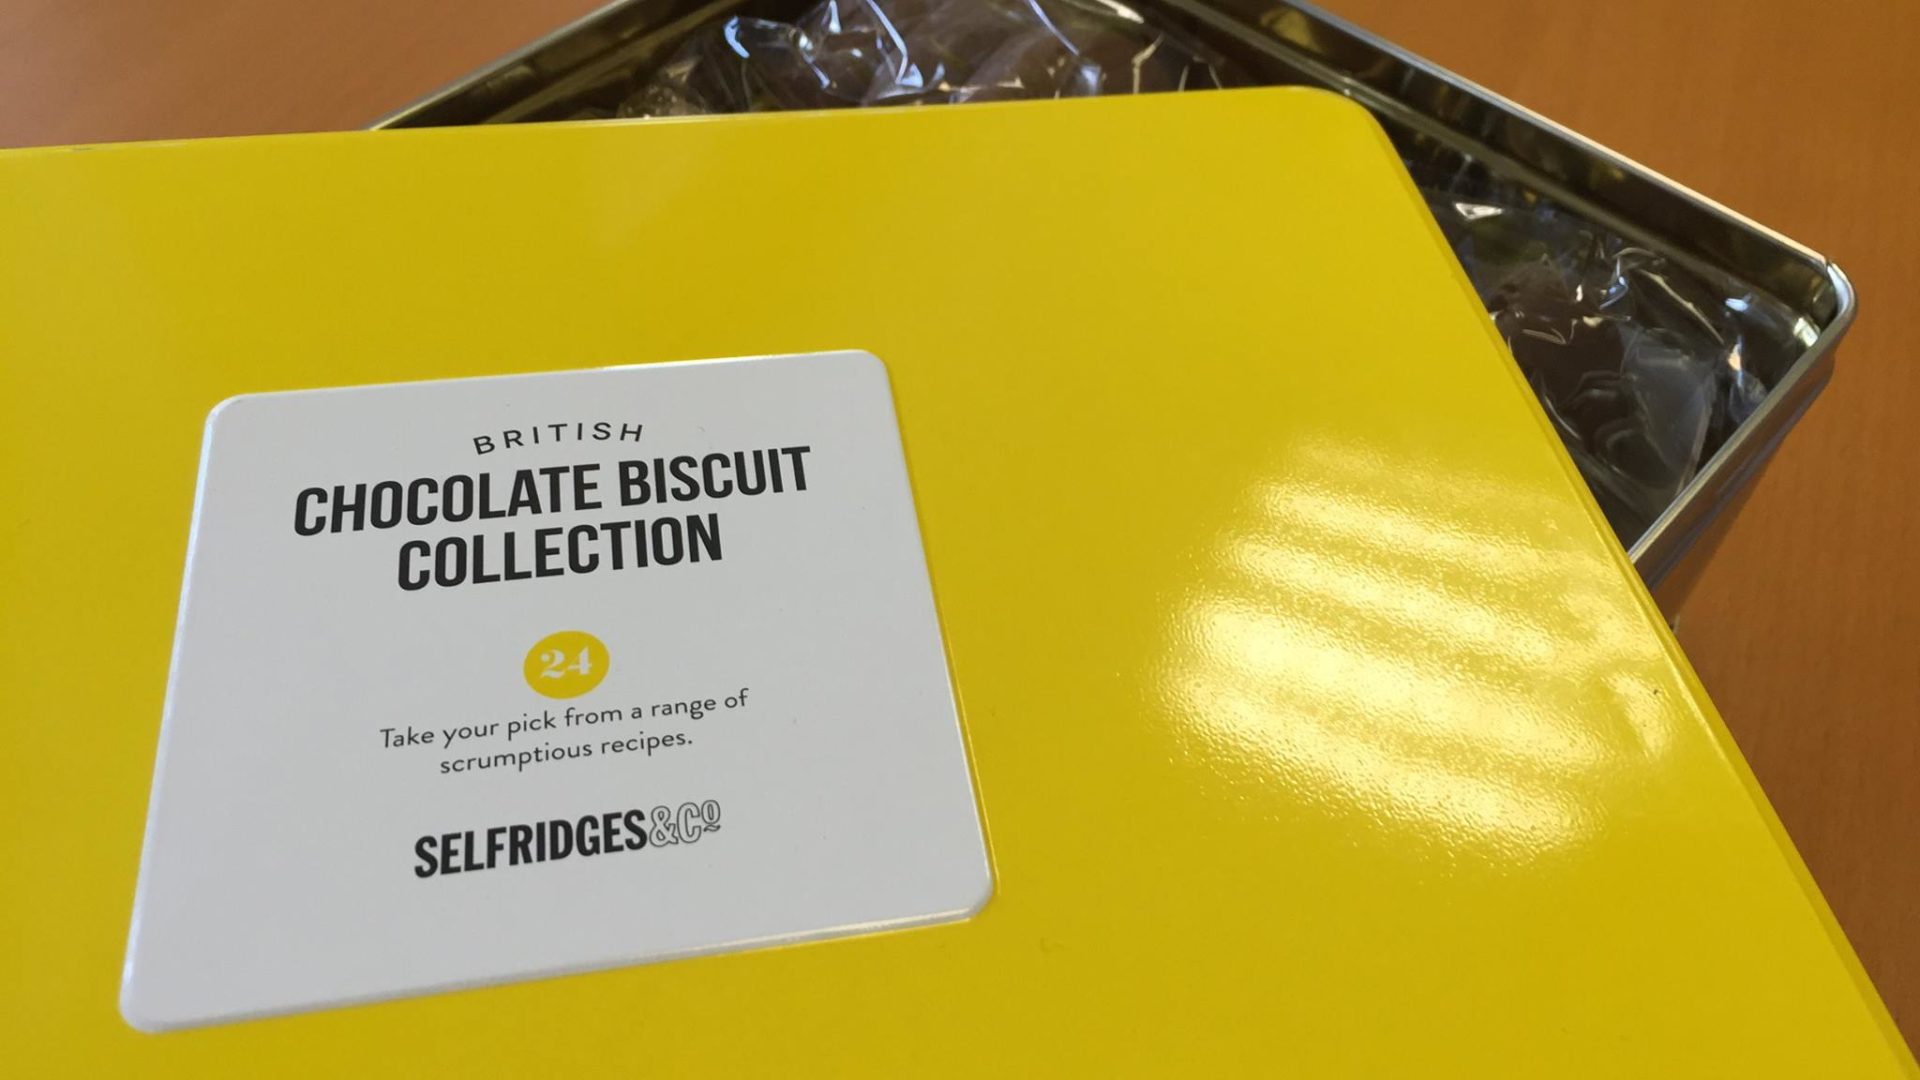 BRITISH
CHOCOLATE BISCUIT
COLLECTION
24
Take your pick from a range of
scrumptious recipes.
SELFRIDGES&Cº